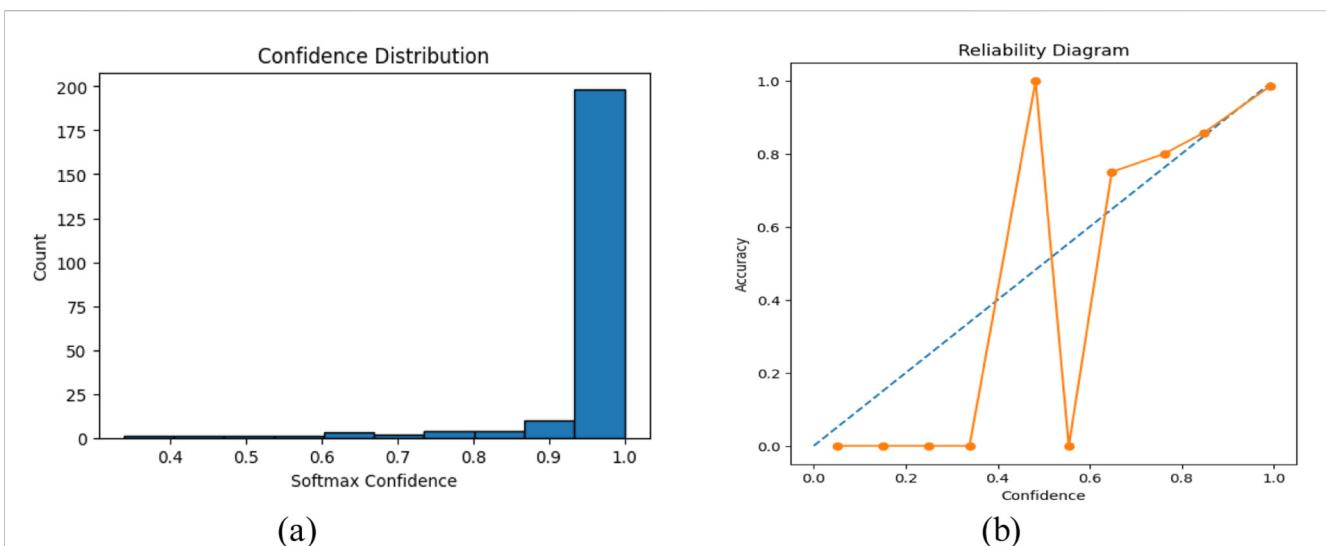 Confidence Distribution
200
175
150
125
100
75
50
25
0
Count
0.4 0.5 0.6 0.7 0.8 0.9 1.0
Softmax Confidence
(a)
Reliability Diagram
1.0
0.8
0.6
0.4
0.2
0.0
Accuracy
0.0 0.2 0.4 0.6 0.8 1.0
Confidence
(b)